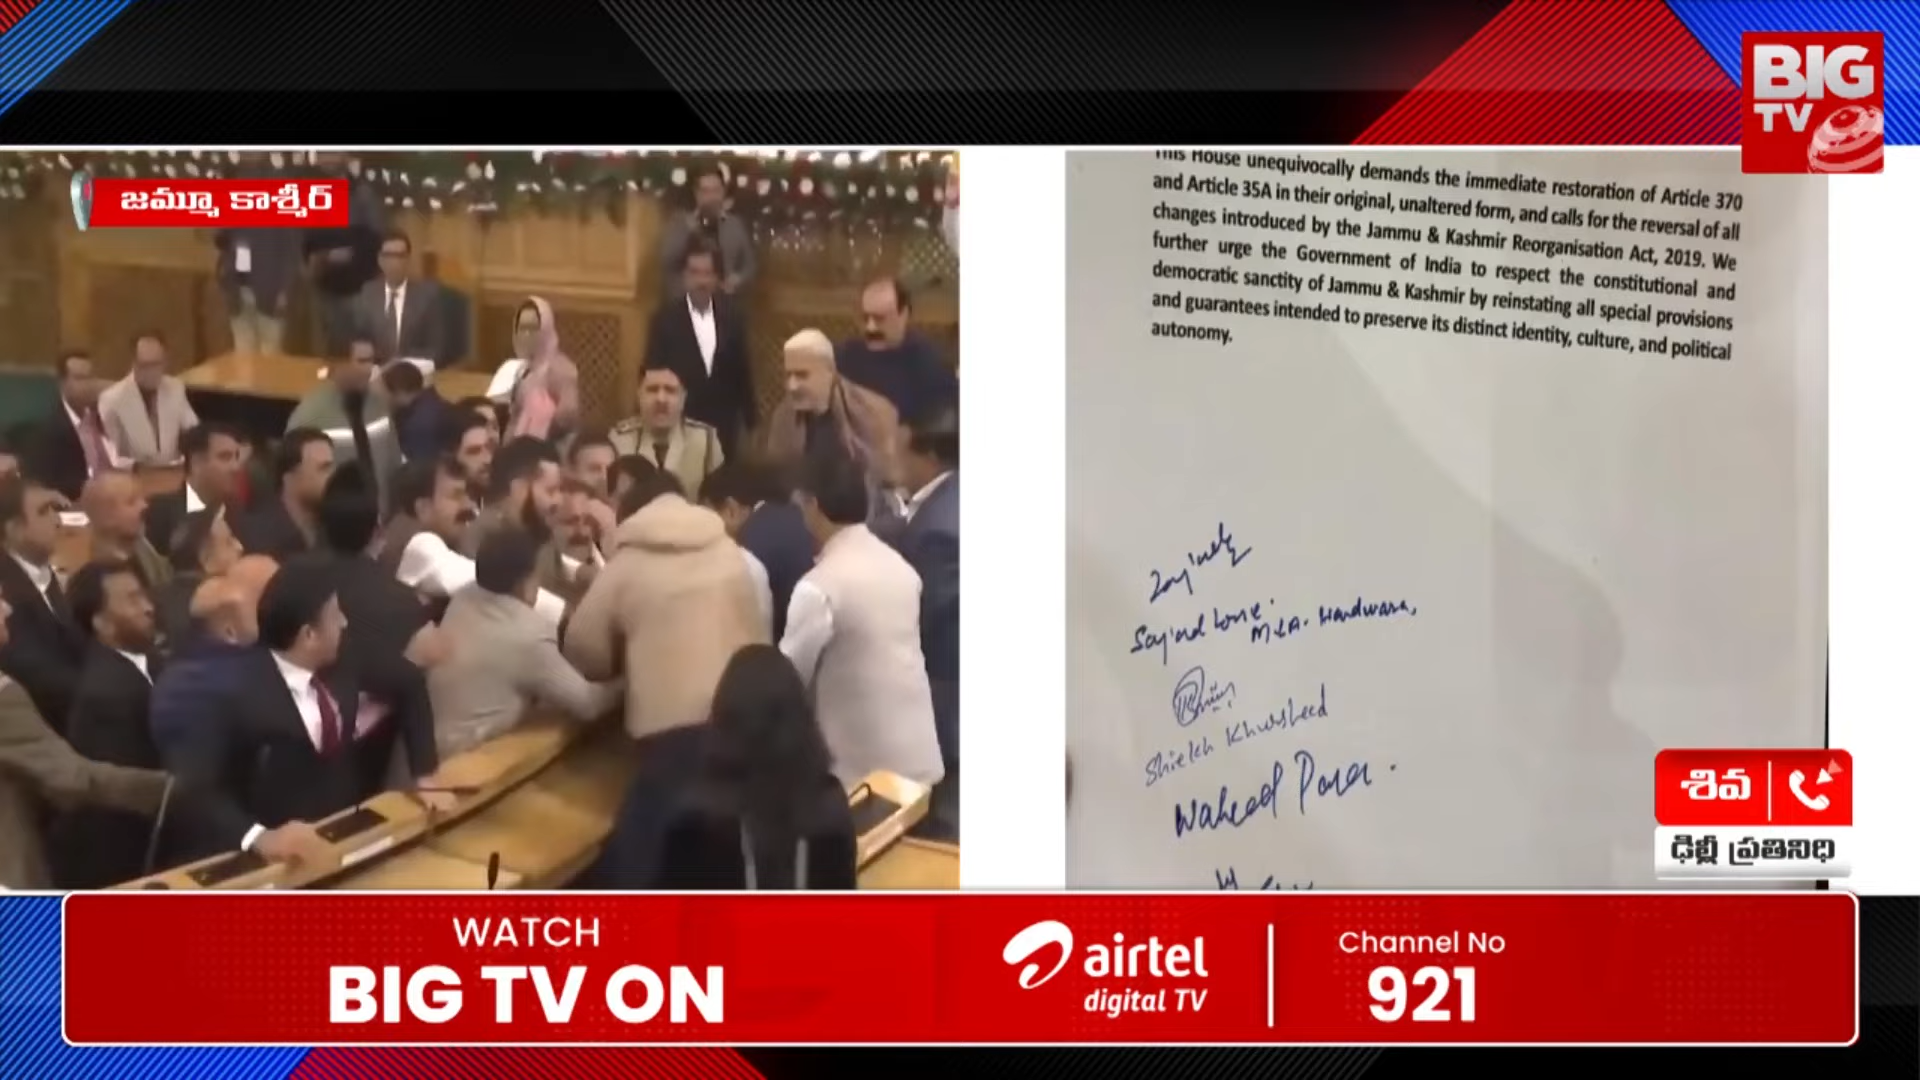 BIG
TV
జమ్మూ కాశ్మీర్
This House unequivocally demands the immediate restoration of Article 370
and Article 35A in their original, unaltered form, and calls for the reversal of all
changes introduced by the Jammu & Kashmir Reorganisation Act, 2019. We
further urge the Government of India to respect the constitutional and
democratic sanctity of Jammu & Kashmir by reinstating all special provisions
and guarantees intended to preserve its distinct identity, culture, and political
autonomy.
Sajad Lone.
MLA. Handwara,
Shiekh Khursheed
Waheed Para.
శివ
ఢిల్లీ ప్రతినిధి
WATCH
BIG TV ON
airtel
digital TV
Channel No
921